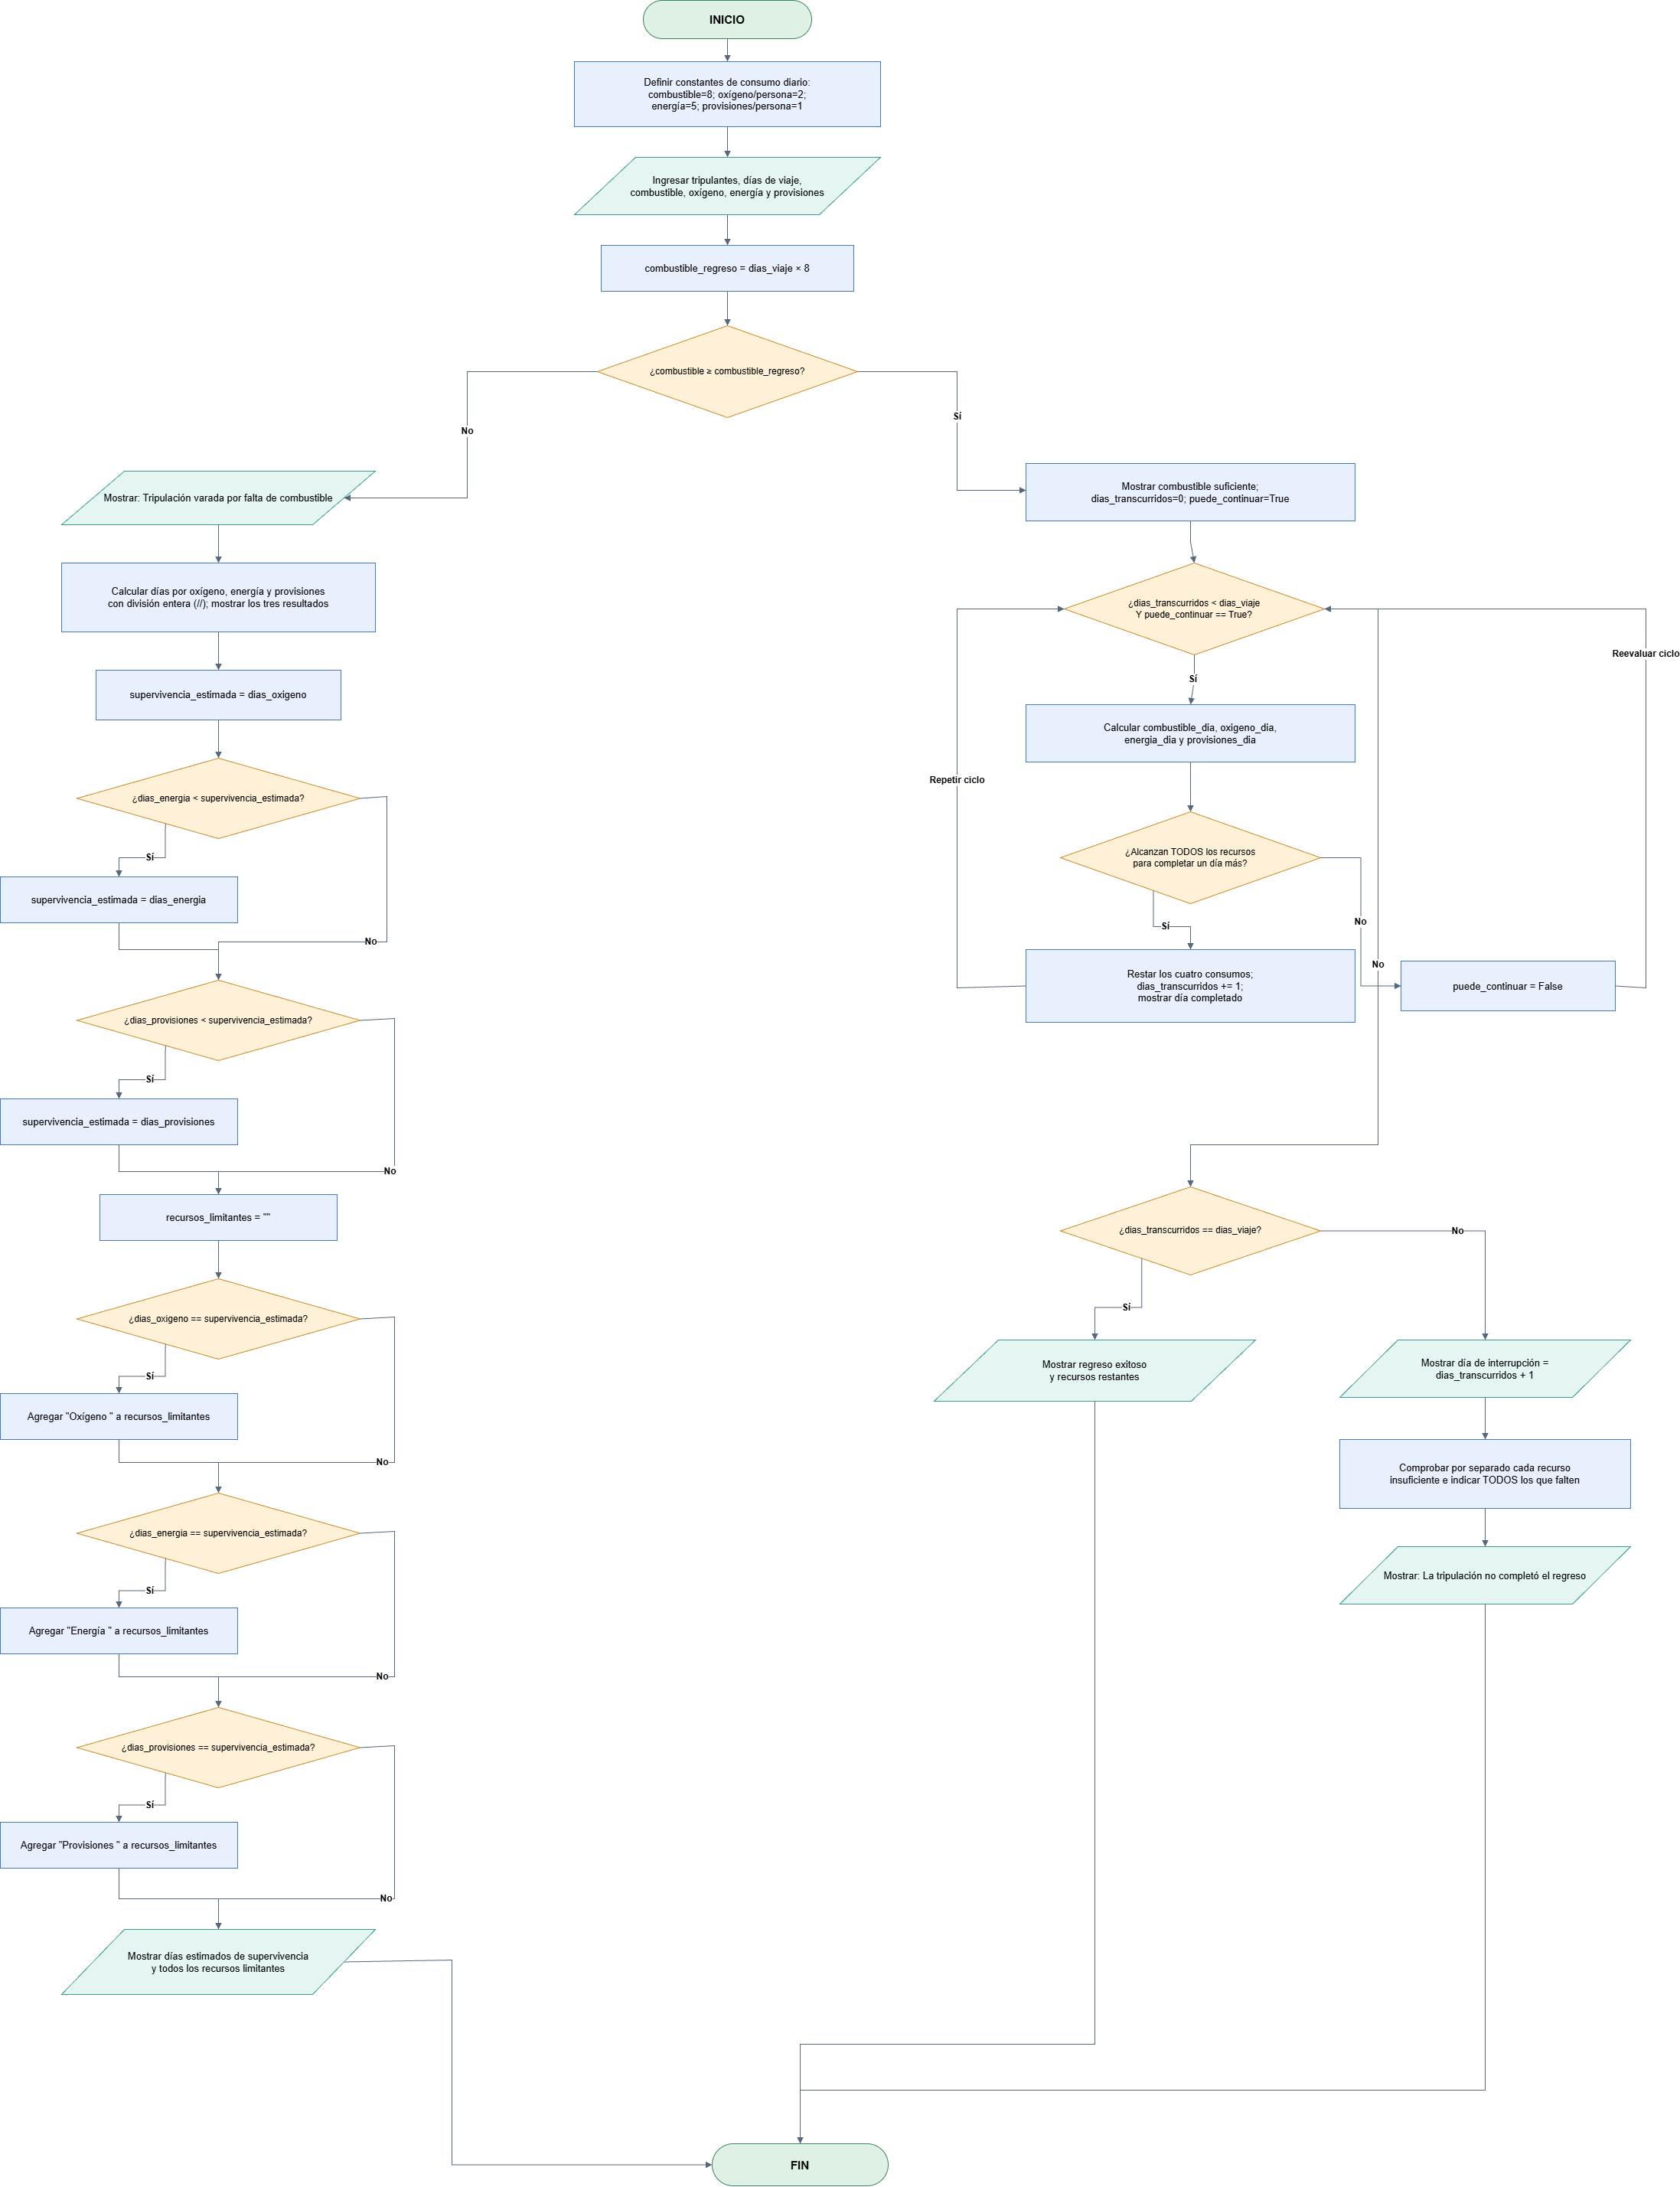 INICIO
Definir constantes de consumo diario:
combustible=8; oxígeno/persona=2;
energía=5; provisiones/persona=1
Ingresar tripulantes, días de viaje,
combustible, oxígeno, energía y provisiones
combustible_regreso = dias_viaje × 8
¿combustible ≥ combustible_regreso?
No
Sí
Mostrar: Tripulación varada por falta de combustible
Calcular días por oxígeno, energía y provisiones
con división entera (//); mostrar los tres resultados
supervivencia_estimada = dias_oxigeno
¿dias_energia < supervivencia_estimada?
Sí
supervivencia_estimada = dias_energia
No
¿dias_provisiones < supervivencia_estimada?
Sí
supervivencia_estimada = dias_provisiones
No
recursos_limitantes = ""
¿dias_oxigeno == supervivencia_estimada?
Sí
Agregar "Oxígeno " a recursos_limitantes
No
¿dias_energia == supervivencia_estimada?
Sí
Agregar "Energía " a recursos_limitantes
No
¿dias_provisiones == supervivencia_estimada?
Sí
Agregar "Provisiones " a recursos_limitantes
No
Mostrar días estimados de supervivencia
y todos los recursos limitantes
Mostrar combustible suficiente;
dias_transcurridos=0; puede_continuar=True
¿dias_transcurridos < dias_viaje
Y puede_continuar == True?
Reevaluar ciclo
Sí
Calcular combustible_dia, oxigeno_dia,
energia_dia y provisiones_dia
Repetir ciclo
¿Alcanzan TODOS los recursos
para completar un día más?
No
Sí
No
Restar los cuatro consumos;
dias_transcurridos += 1;
mostrar día completado
puede_continuar = False
¿dias_transcurridos == dias_viaje?
No
Sí
Mostrar regreso exitoso
y recursos restantes
Mostrar día de interrupción =
dias_transcurridos + 1
Comprobar por separado cada recurso
insuficiente e indicar TODOS los que falten
Mostrar: La tripulación no completó el regreso
FIN